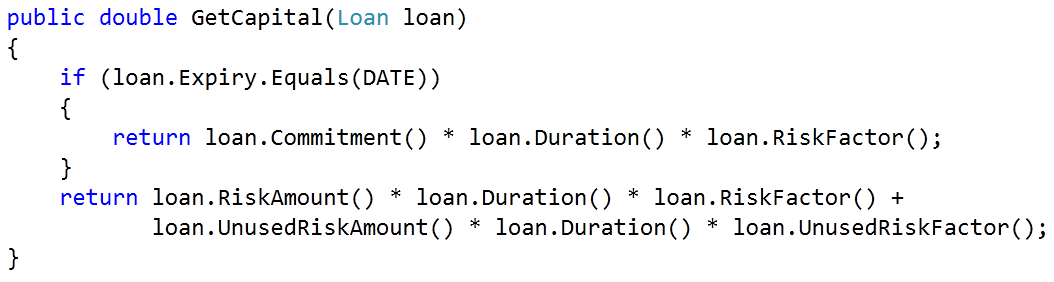 public double GetCapital(Loan loan)
{
    if (loan.Expiry.Equals(DATE))
    {
        return loan.Commitment() * loan.Duration() * loan.RiskFactor();
    }
    return loan.RiskAmount() * loan.Duration() * loan.RiskFactor() +
           loan.UnusedRiskAmount() * loan.Duration() * loan.UnusedRiskFactor();
}